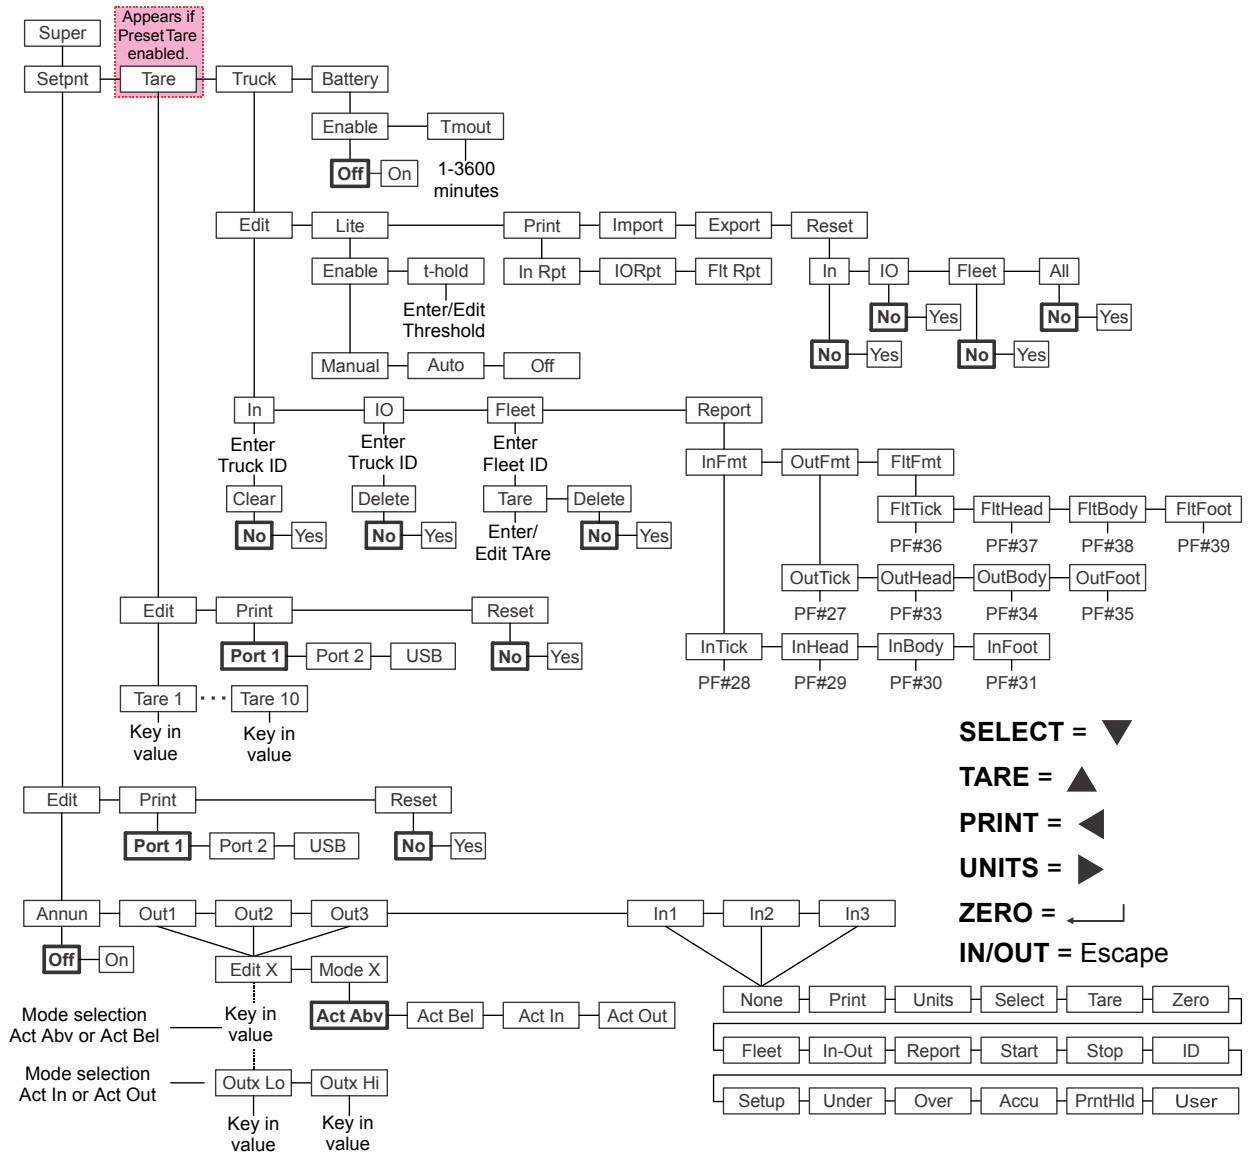 Appears if
Preset Tare
enabled.
Super
Setpnt
Tare
Truck
Battery
Enable
Tmout
Off
On
1-3600
minutes
Edit
Lite
Print
Import
Export
Reset
Enable
t-hold
In Rpt
IORpt
Flt Rpt
In
IO
Fleet
All
Enter/Edit
Threshold
No
Yes
No
Yes
No
Yes
No
Yes
Manual
Auto
Off
In
IO
Fleet
Report
Enter
Truck ID
Enter
Truck ID
Enter
Fleet ID
InFmt
OutFmt
FltFmt
Clear
Delete
Tare
Delete
FltTick
FltHead
FltBody
FltFoot
No
Yes
No
Yes
Enter/
Edit TAre
No
Yes
PF#36
PF#37
PF#38
PF#39
OutTick
OutHead
OutBody
OutFoot
PF#27
PF#33
PF#34
PF#35
Edit
Print
Reset
Port 1
Port 2
USB
No
Yes
InTick
InHead
InBody
InFoot
PF#28
PF#29
PF#30
PF#31
Tare 1
Tare 10
Key in
value
Key in
value
SELECT =
TARE =
PRINT =
UNITS =
ZERO =
IN/OUT = Escape
Edit
Print
Reset
Port 1
Port 2
USB
No
Yes
Annun
Out1
Out2
Out3
In1
In2
In3
Off
On
Edit X
Mode X
Mode selection
Act Abv or Act Bel
Key in
value
Act Abv
Act Bel
Act In
Act Out
None
Print
Units
Select
Tare
Zero
Fleet
In-Out
Report
Start
Stop
ID
Mode selection
Act In or Act Out
Outx Lo
Outx Hi
Key in
value
Key in
value
Setup
Under
Over
Accu
PrntHld
User